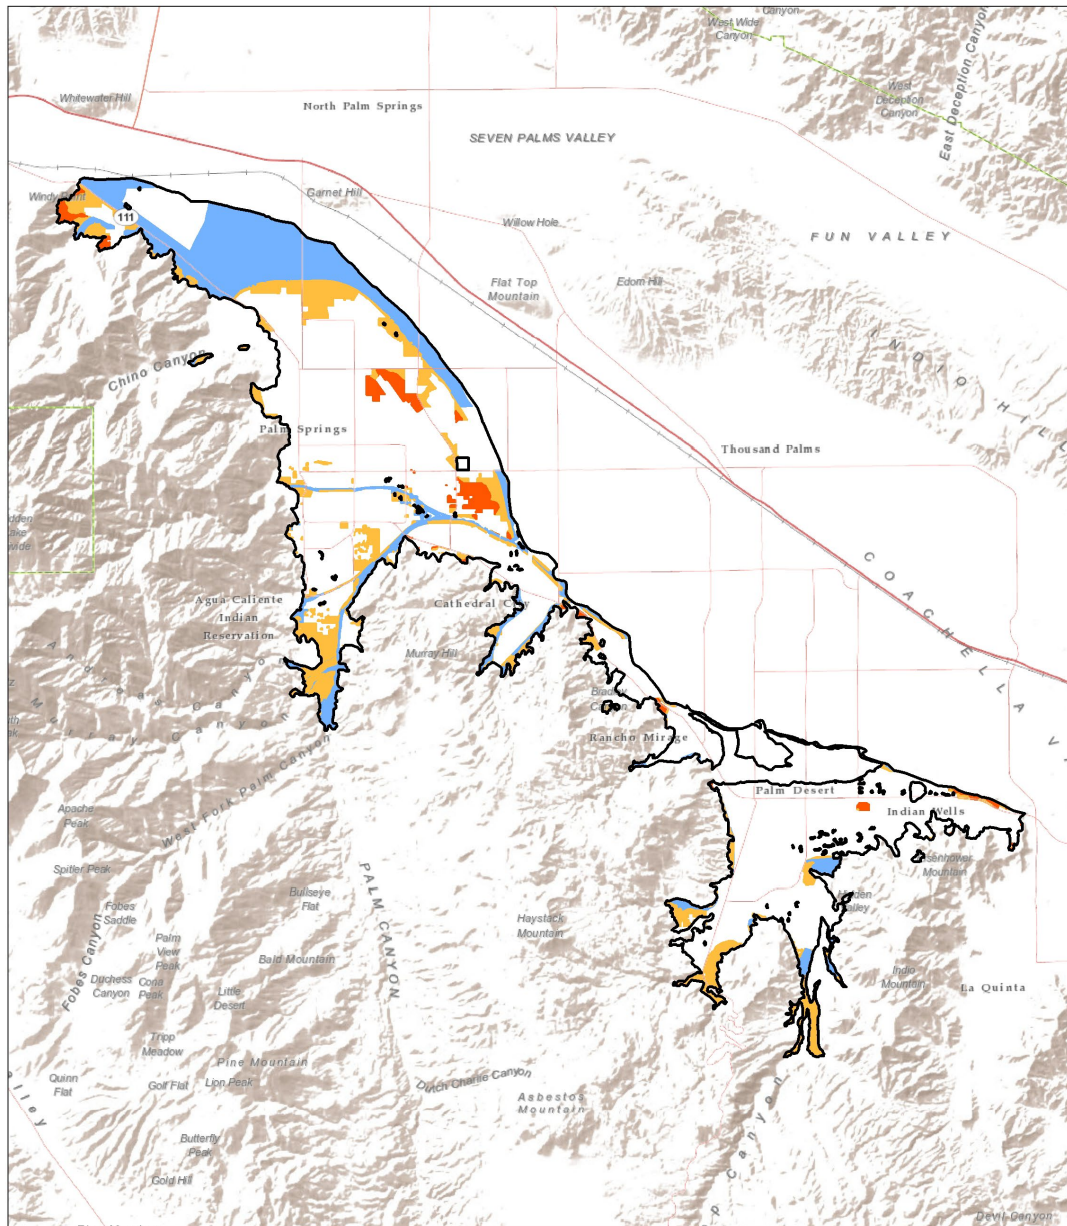 Canyon
West Wide
Canyon
East Deception Canyon
West
Deception
Canyon
Whitewater Hill
North Palm Springs
SEVEN PALMS VALLEY
Garnet Hill
111
Willow Hole
FUN VALLEY
Flat Top
Mountain
Edom Hill
INDIO HILL
Chino Canyon
Palm Springs
Thousand Palms
COACHELLA V
Agua Caliente
Indian
Reservation
Cathedral City
Murray Hill
Andreas Canyon
Murray Canyon
West Fork Palm Canyon
Canyon
Rancho Mirage
Palm Desert
Indian Wells
Mountain
Apache
Peak
Spitler Peak
Fobes
Saddle
Fobes Canyon
PALM CANYON
Bullseye
Flat
Haystack
Mountain
Valley
Palm
View
Peak
Bald Mountain
Duchess
Canyon
Cona
Peak
Little
Desert
Indio
Mountain
La Quinta
Tripp
Meadow
Pine Mountain
Quinn
Flat
Golf Flat
Lion Peak
Dutch Charlie Canyon
Asbestos
Mountain
Butterfly
Peak
Gold Hill
Canyon
Devil Canyon